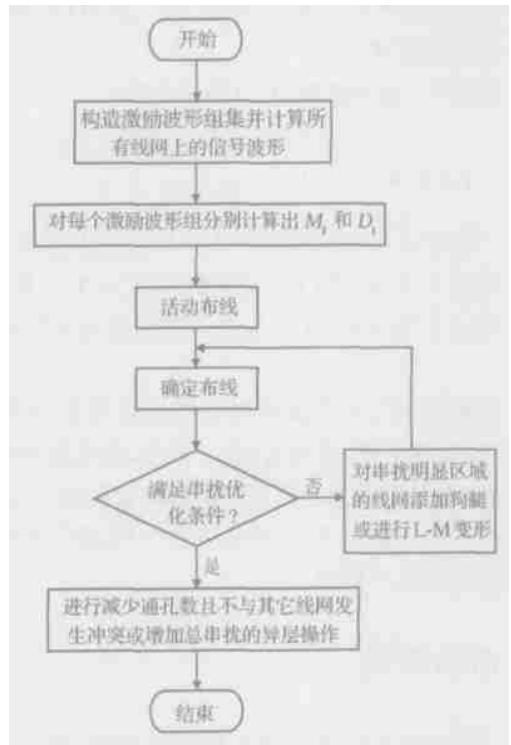 开始
构造激励波形组集并计算所
有线网上的信号波形
对每个激励波形组分别计算出 M_i 和 D_i
活动布线
确定布线
满足串扰优
化条件?
否
对串扰明显区域
的线网添加狗腿
或进行L-M变形
是
进行减少通孔数且不与其它线网发
生冲突或增加总串扰的异层操作
结束